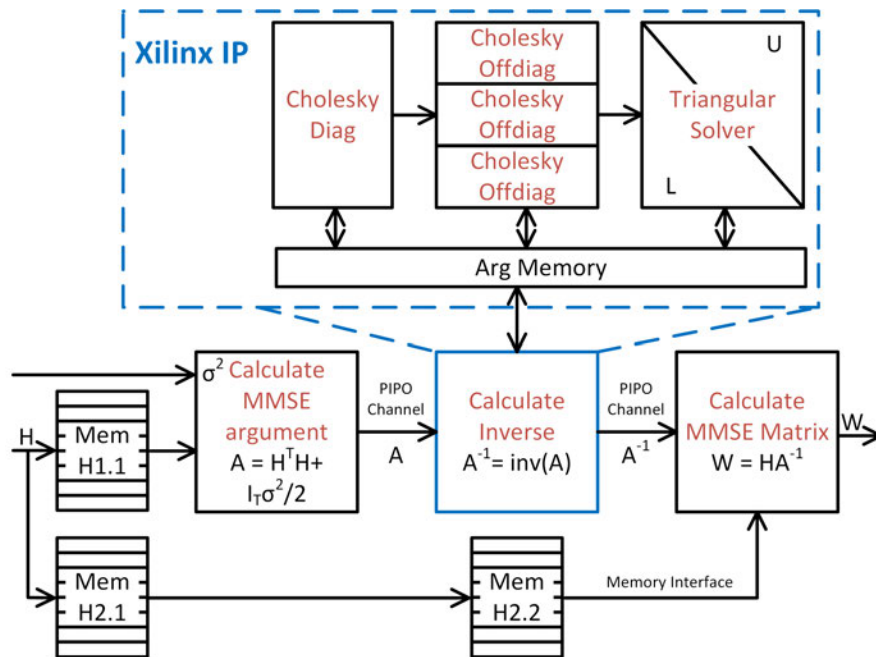 Xilinx IP
Cholesky
Diag
Cholesky
Offdiag
Cholesky
Offdiag
Cholesky
Offdiag
U
Triangular
Solver
L
Arg Memory
σ²
Calculate
MMSE
argument
A = HᵀH+
I_Tσ²/2
PIPO
Channel
A
Calculate
Inverse
A⁻¹= inv(A)
PIPO
Channel
A⁻¹
Calculate
MMSE Matrix
W = HA⁻¹
W
H
Mem
H1.1
Mem
H2.1
Mem
H2.2
Memory Interface